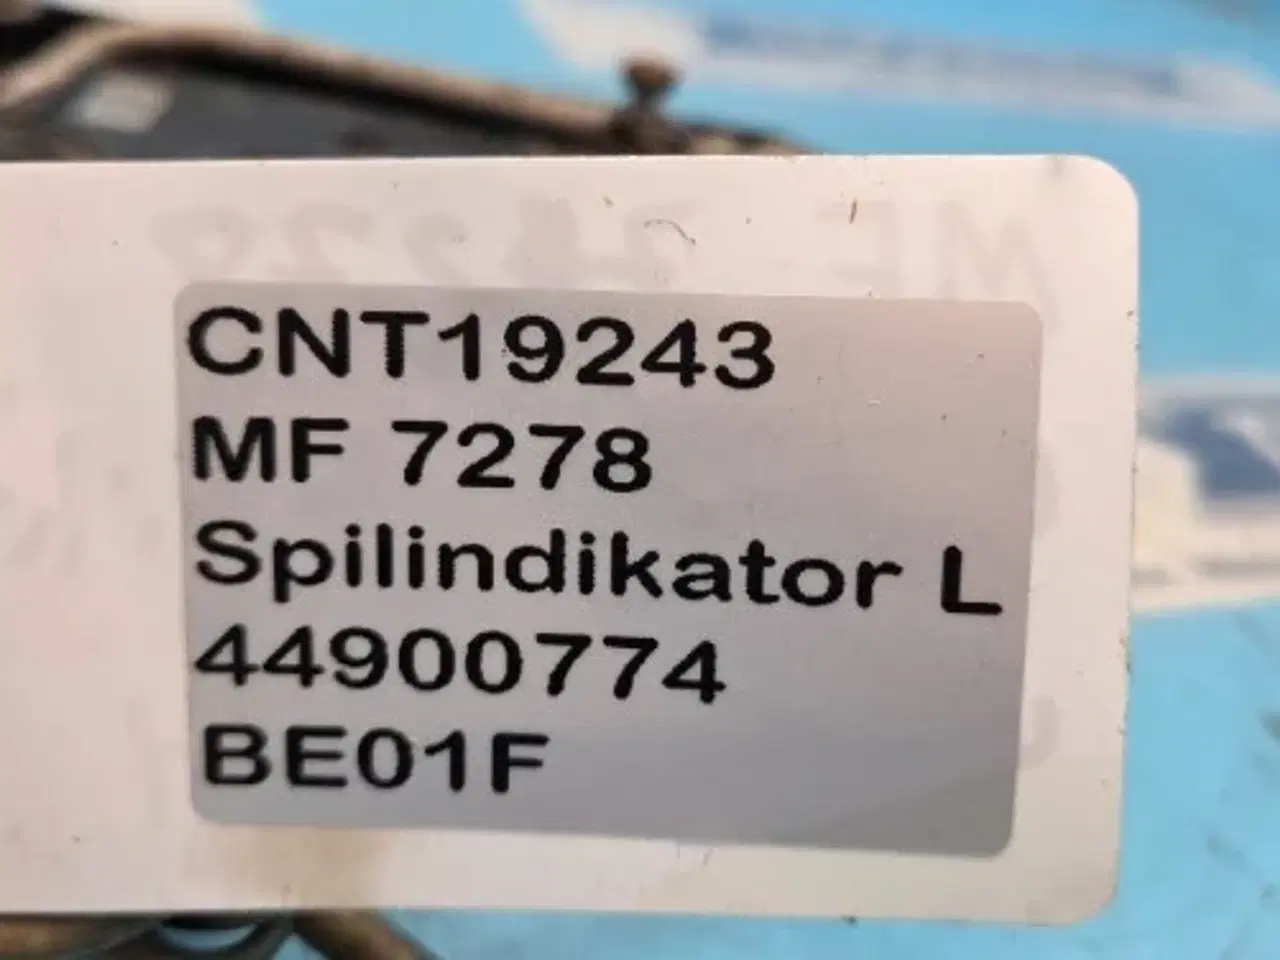 CNT19243
MF 7278
Spilindikator L
44900774
BE01F